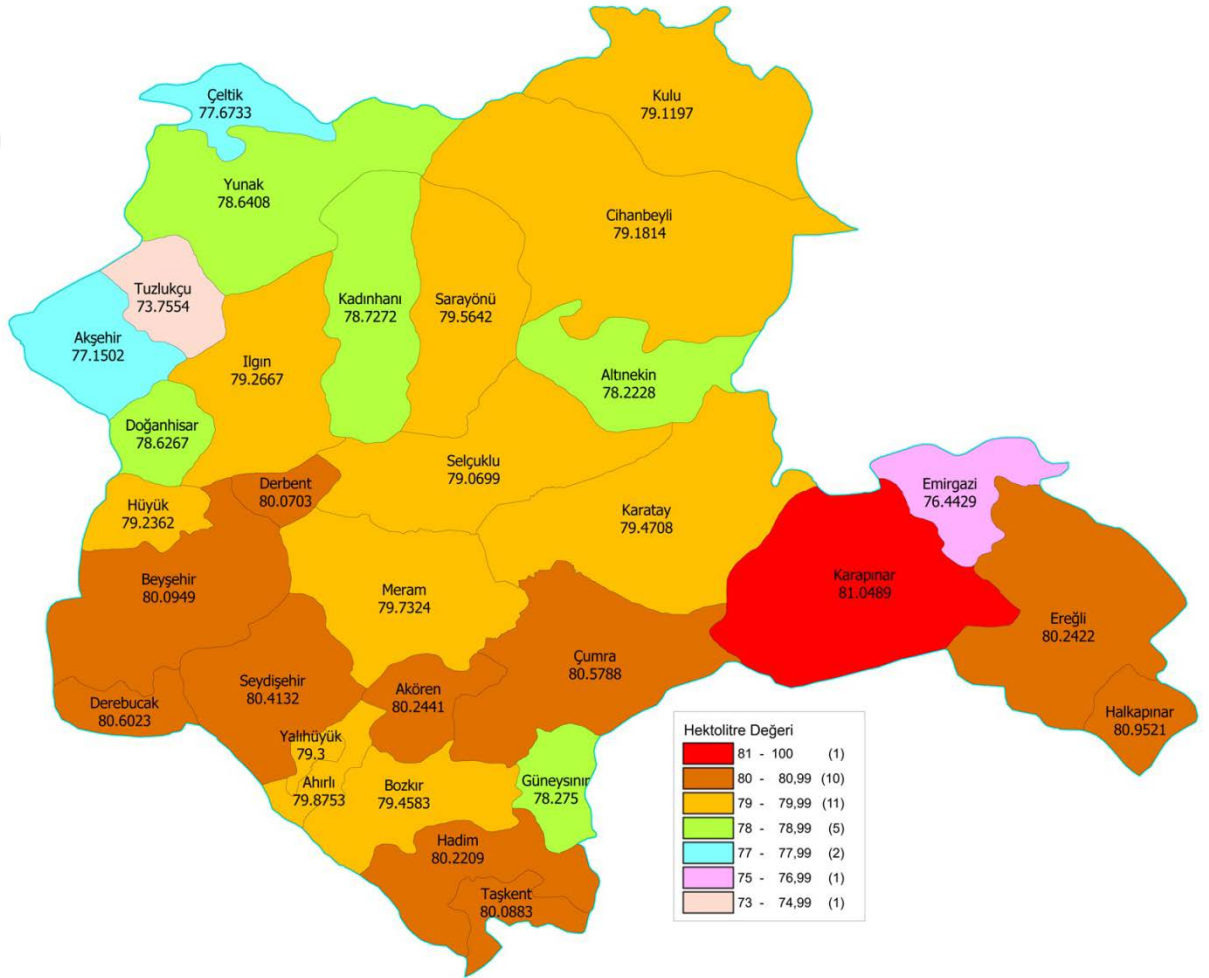 Çeltik
77.6733
Kulu
79.1197
Yunak
78.6408
Cihanbeyli
79.1814
Tuzlukçu
73.7554
Kadınhanı
78.7272
Sarayönü
79.5642
Akşehir
77.1502
Ilgın
79.2667
Altınekin
78.2228
Doğanhisar
78.6267
Selçuklu
79.0699
Derbent
80.0703
Emirgazi
76.4429
Hüyük
79.2362
Karatay
79.4708
Beyşehir
80.0949
Karapınar
81.0489
Meram
79.7324
Ereğli
80.2422
Çumra
80.5788
Seydişehir
80.4132
Akören
80.2441
Derebucak
80.6023
Halkapınar
80.9521
Yalıhüyük
79.3
Ahırlı
79.8753
Bozkır
79.4583
Güneysınır
78.275
Hadim
80.2209
Taşkent
80.0883
Hektolitre Değeri
81 - 100 (1)
80 - 80,99 (10)
79 - 79,99 (11)
78 - 78,99 (5)
77 - 77,99 (2)
75 - 76,99 (1)
73 - 74,99 (1)